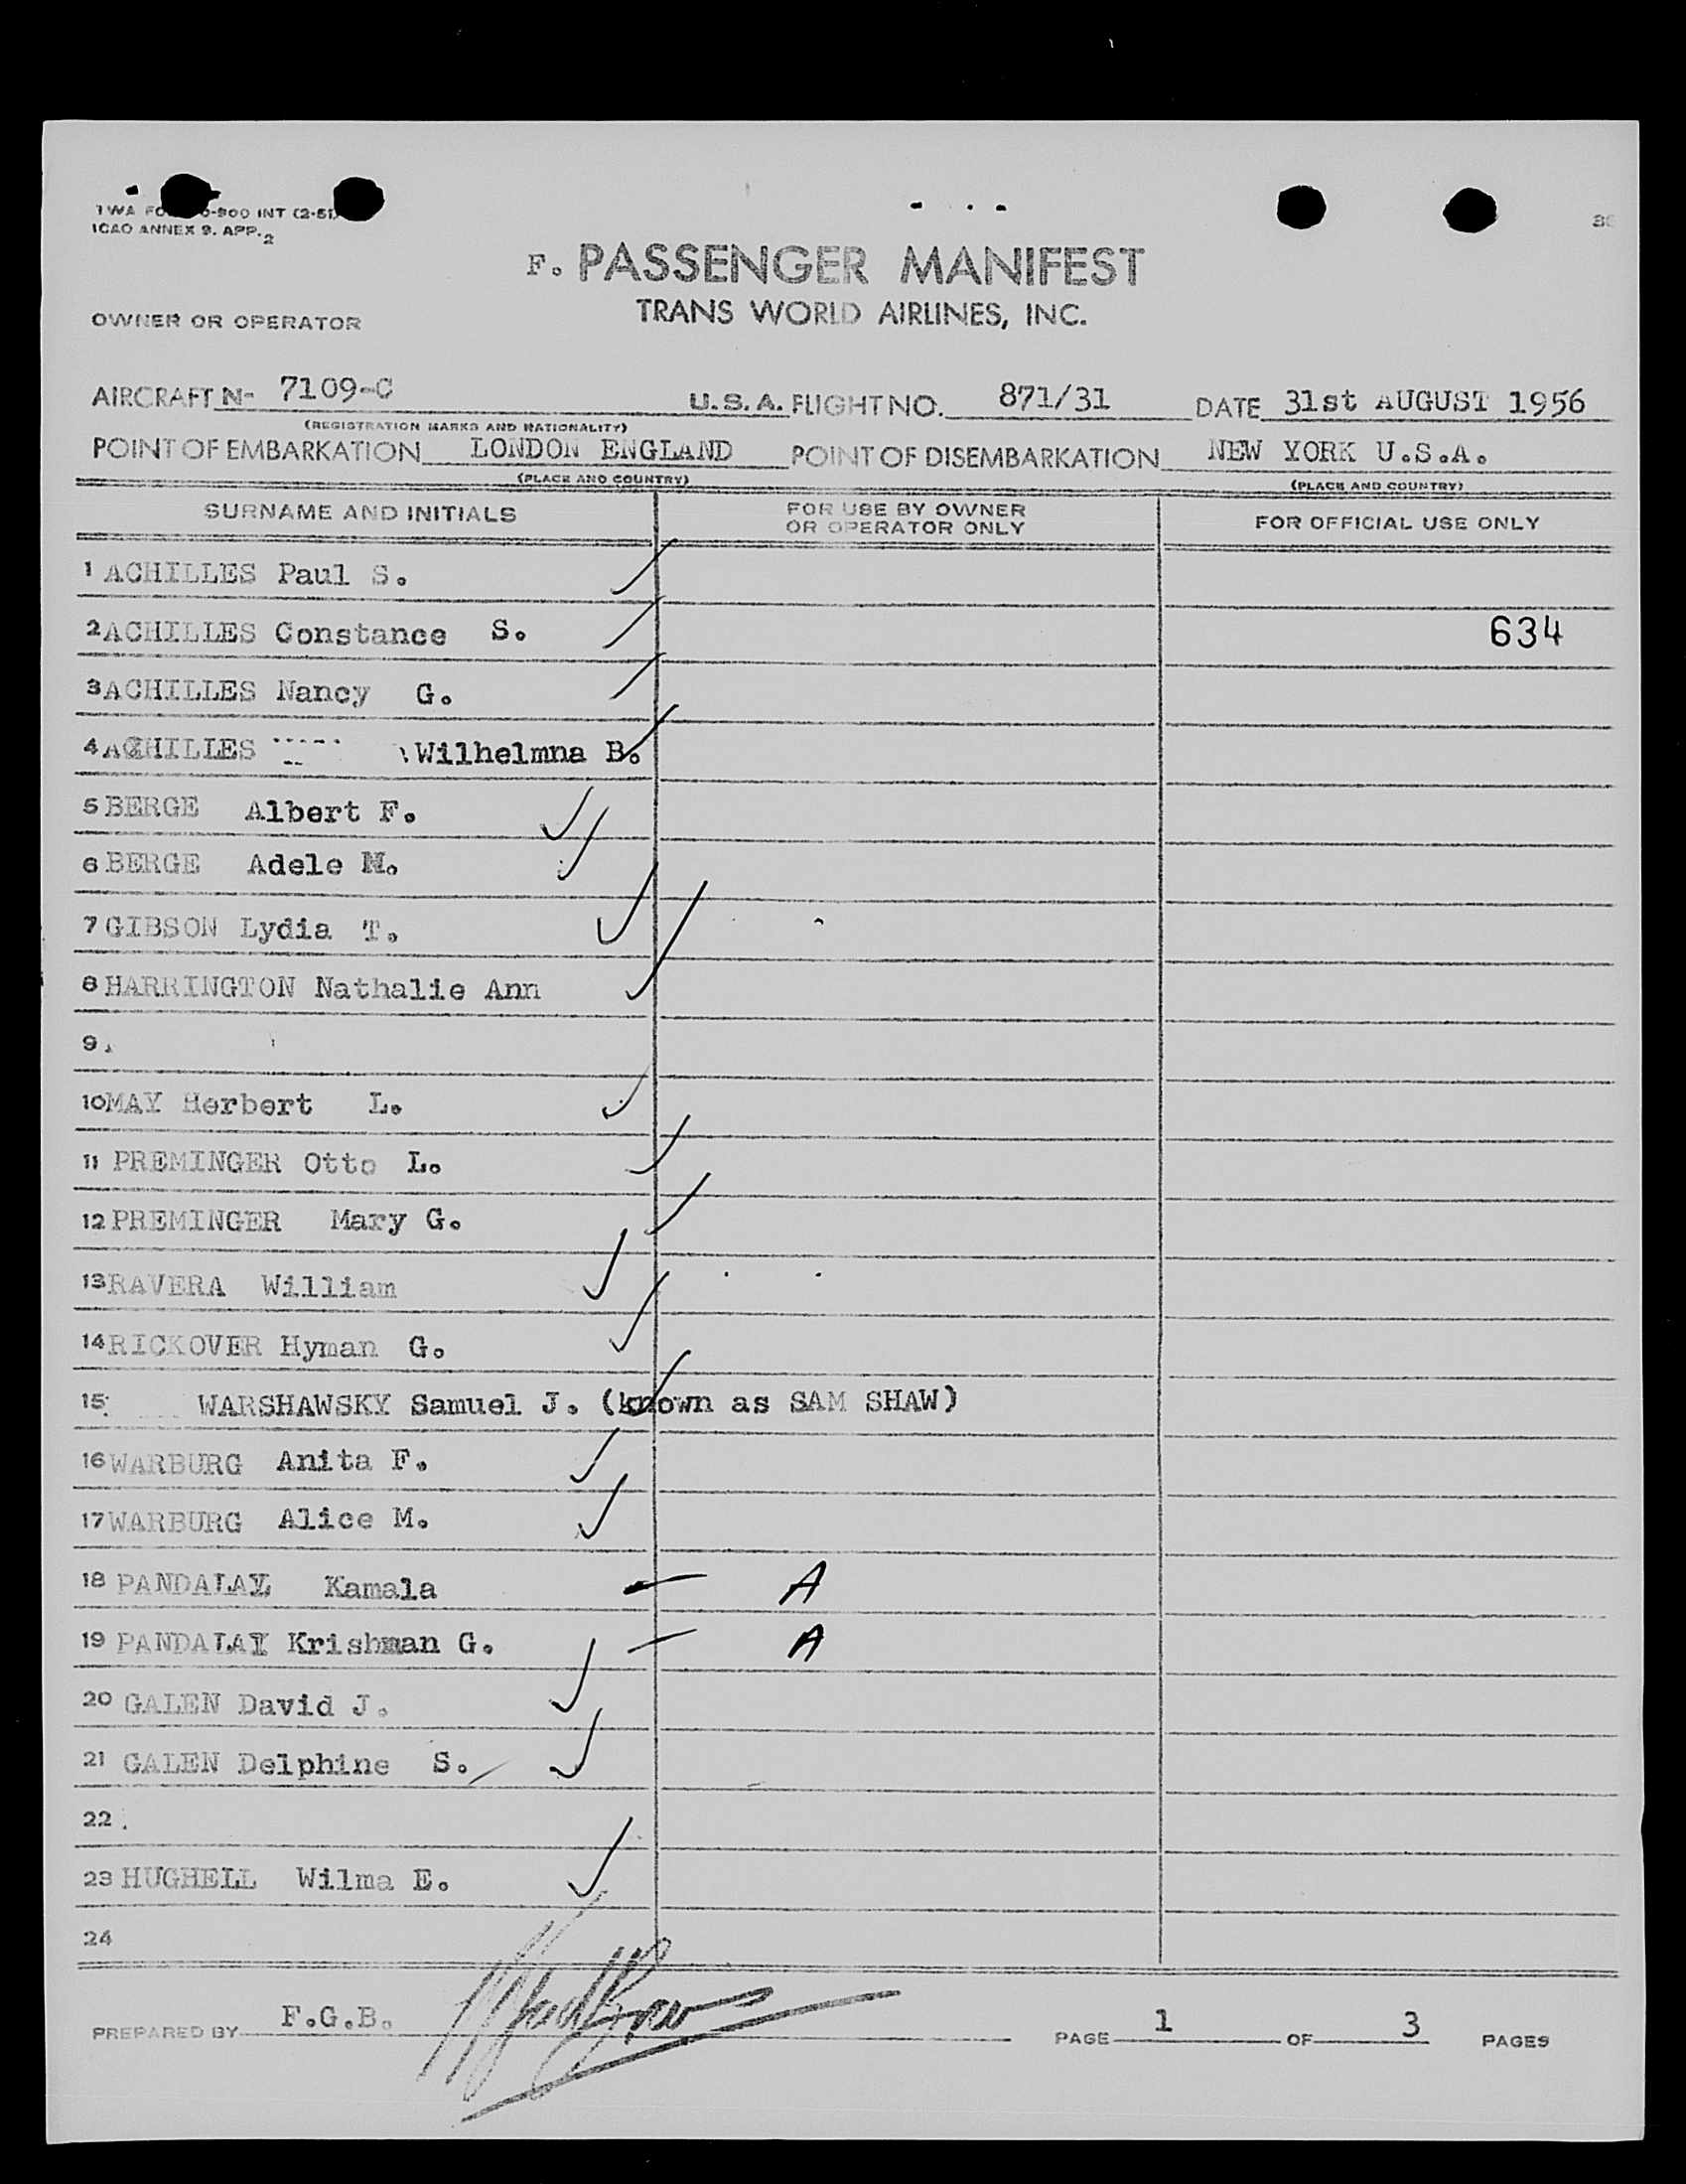 TWA FO 0-900 INT (2-51)
ICAO ANNEX 9. APP. 2
F. PASSENGER MANIFEST
TRANS WORLD AIRLINES, INC.
OWNER OR OPERATOR
AIRCRAFT N- 7109-C U.S.A. FLIGHT NO. 871/31 DATE 31st AUGUST 1956
(REGISTRATION MARKS AND NATIONALITY)
POINT OF EMBARKATION LONDON ENGLAND POINT OF DISEMBARKATION NEW YORK U.S.A.
(PLACE AND COUNTRY) (PLACE AND COUNTRY)
SURNAME AND INITIALS FOR USE BY OWNER OR OPERATOR ONLY FOR OFFICIAL USE ONLY
1 ACHILLES Paul S.
2 ACHILLES Constance S. 634
3 ACHILLES Nancy G.
4 ACHILLES Wilhelmna B.
5 BERGE Albert F.
6 BERGE Adele M.
7 GIBSON Lydia T.
8 HARRINGTON Nathalie Ann
9
10 MAY Herbert L.
11 PREMINGER Otto L.
12 PREMINGER Mary G.
13 RAVERA William
14 RICKOVER Hyman G.
15 WARSHAWSKY Samuel J. (known as SAM SHAW)
16 WARBURG Anita F.
17 WARBURG Alice M.
18 PANDALAY Kamala A
19 PANDALAY Krishman G. A
20 GALEN David J.
21 GALEN Delphine S.
22
23 HUGHELL Wilma E.
24
PREPARED BY F.G.B. PAGE 1 OF 3 PAGES